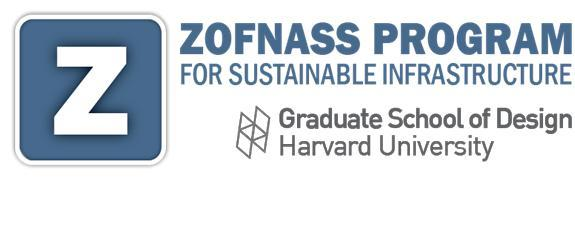 Z
ZOFNASS PROGRAM
FOR SUSTAINABLE INFRASTRUCTURE
Graduate School of Design
Harvard University